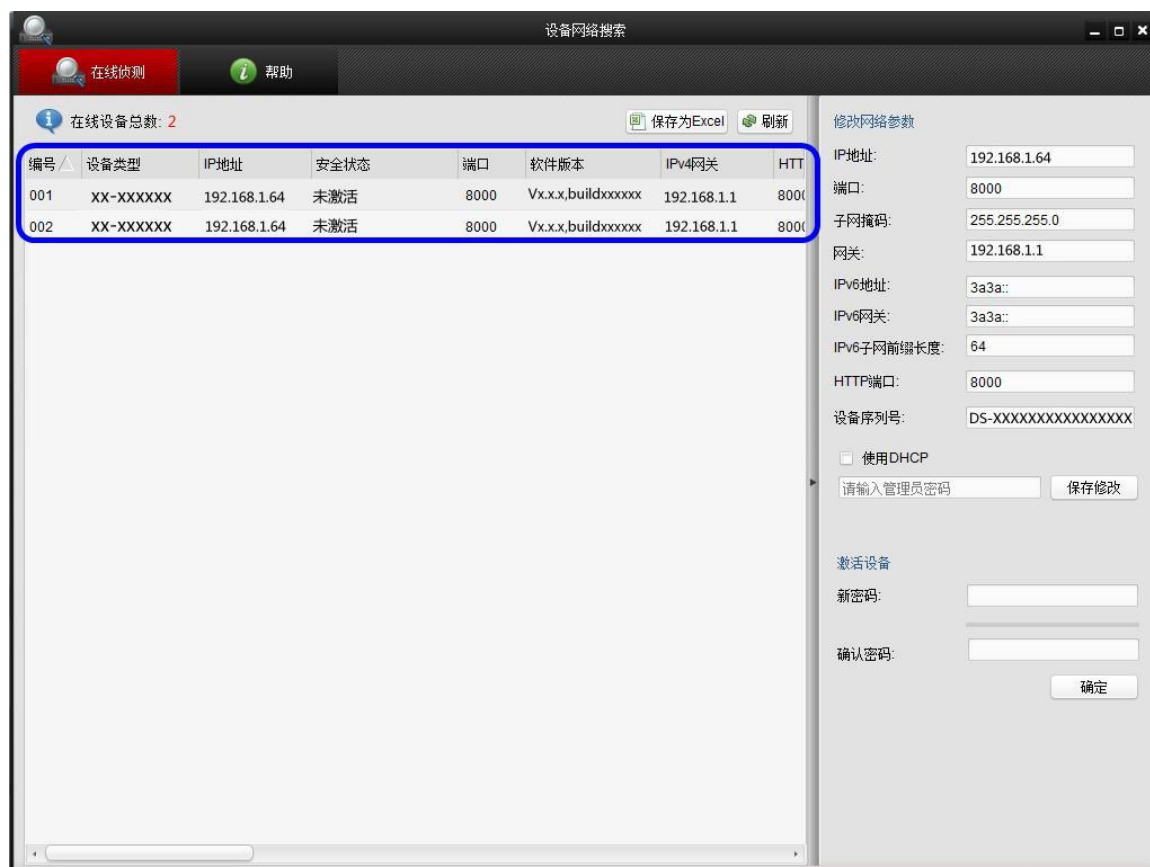 设备网络搜索
在线侦测 帮助
在线设备总数: 2 保存为Excel 刷新
编号 设备类型 IP地址 安全状态 端口 软件版本 IPv4网关 HTT
001 XX-XXXXXX 192.168.1.64 未激活 8000 Vx.x.x,buildxxxxxx 192.168.1.1 8000
002 XX-XXXXXX 192.168.1.64 未激活 8000 Vx.x.x,buildxxxxxx 192.168.1.1 8000
修改网络参数
IP地址: 192.168.1.64
端口: 8000
子网掩码: 255.255.255.0
网关: 192.168.1.1
IPv6地址: 3a3a::
IPv6网关: 3a3a::
IPv6子网前缀长度: 64
HTTP端口: 8000
设备序列号: DS-XXXXXXXXXXXXXXXX
使用DHCP
请输入管理员密码 保存修改
激活设备
新密码:
确认密码:
确定